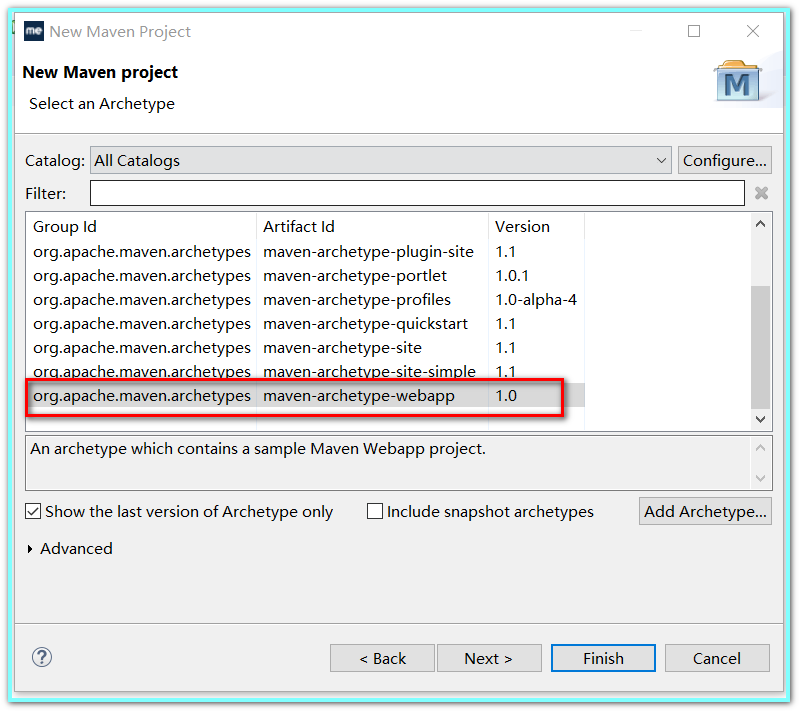 me New Maven Project
New Maven project
Select an Archetype
M
Catalog: All Catalogs Configure...
Filter:
Group Id Artifact Id Version
org.apache.maven.archetypes maven-archetype-plugin-site 1.1
org.apache.maven.archetypes maven-archetype-portlet 1.0.1
org.apache.maven.archetypes maven-archetype-profiles 1.0-alpha-4
org.apache.maven.archetypes maven-archetype-quickstart 1.1
org.apache.maven.archetypes maven-archetype-site 1.1
org.apache.maven.archetypes maven-archetype-site-simple 1.1
org.apache.maven.archetypes maven-archetype-webapp 1.0
An archetype which contains a sample Maven Webapp project.
Show the last version of Archetype only Include snapshot archetypes Add Archetype...
Advanced
? < Back Next > Finish Cancel